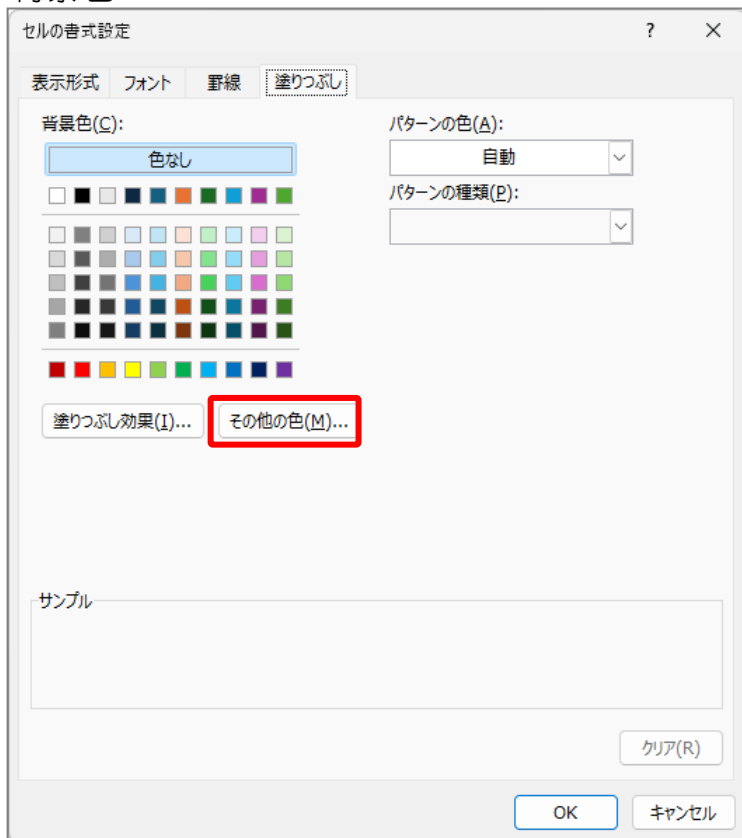 セルの書式設定 ?
表示形式 フォント 罫線 塗りつぶし
背景色(C):
色なし
塗りつぶし効果(I)... その他の色(M)...
パターンの色(A):
自動
パターンの種類(P):
サンプル
クリア(R)
OK キャンセル